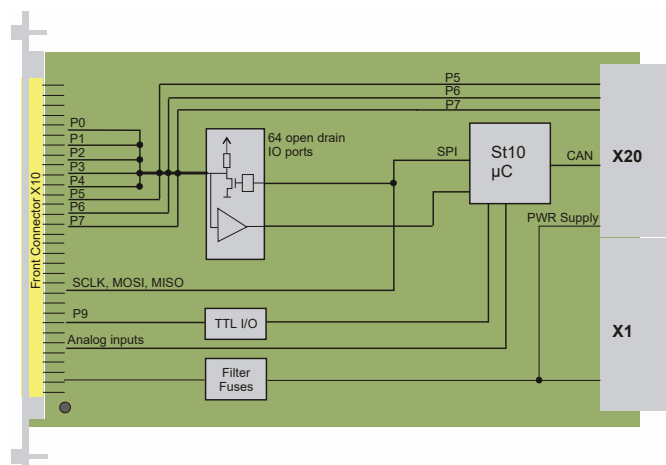 P5
P6
P7
P0
P1
P2
P3
P4
P5
P6
P7
64 open drain
IO ports
SPI
St10
µC
CAN
X20
PWR Supply
Front Connector X10
SCLK, MOSI, MISO
P9
TTL I/O
Analog inputs
X1
Filter
Fuses